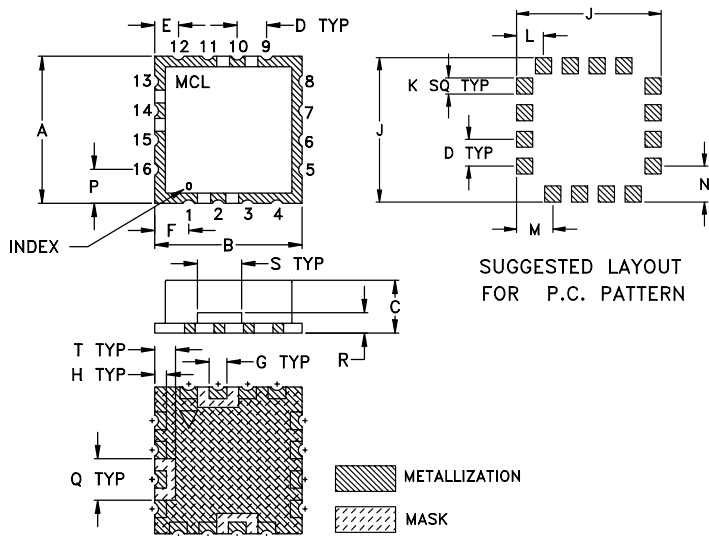 E
D TYP
12 11 10 9
13
14
15
16
MCL
8
7
6
5
A
P
0
1 2 3 4
F
B
INDEX
J
L
K SQ TYP
J
D TYP
N
M
SUGGESTED LAYOUT
FOR P.C. PATTERN
S TYP
C
R
T TYP
G TYP
H TYP
Q TYP
METALLIZATION
MASK